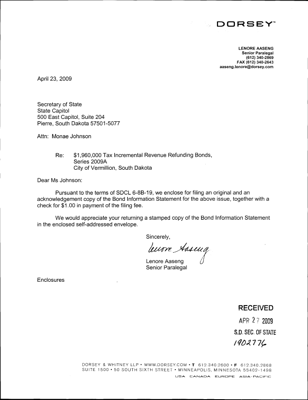 DORSEY
LENORE AASENG
Senior Paralegal
(612) 340-2669
FAX (612) 340-2643
aaseng.lenore@dorsey.com
April 23, 2009
Secretary of State
State Capitol
500 East Capitol, Suite 204
Pierre, South Dakota 57501-5077
Attn: Monae Johnson
Re: $1,960,000 Tax Incremental Revenue Refunding Bonds,
Series 2009A
City of Vermillion, South Dakota
Dear Ms Johnson:
Pursuant to the terms of SDCL 6-8B-19, we enclose for filing an original and an
acknowledgement copy of the Bond Information Statement for the above issue, together with a
check for $1.00 in payment of the filing fee.
We would appreciate your returning a stamped copy of the Bond Information Statement
in the enclosed self-addressed envelope.
Sincerely,
Lenore Aaseng
Lenore Aaseng
Senior Paralegal
Enclosures
RECEIVED
APR 27 2009
S.D. SEC OF STATE
1902776
DORSEY & WHITNEY LLP • WWW.DORSEY.COM • T 612.340.2600 • F 612.340.2868
SUITE 1500 • 50 SOUTH SIXTH STREET • MINNEAPOLIS, MINNESOTA 55402-1498
USA CANADA EUROPE ASIA-PACIFIC